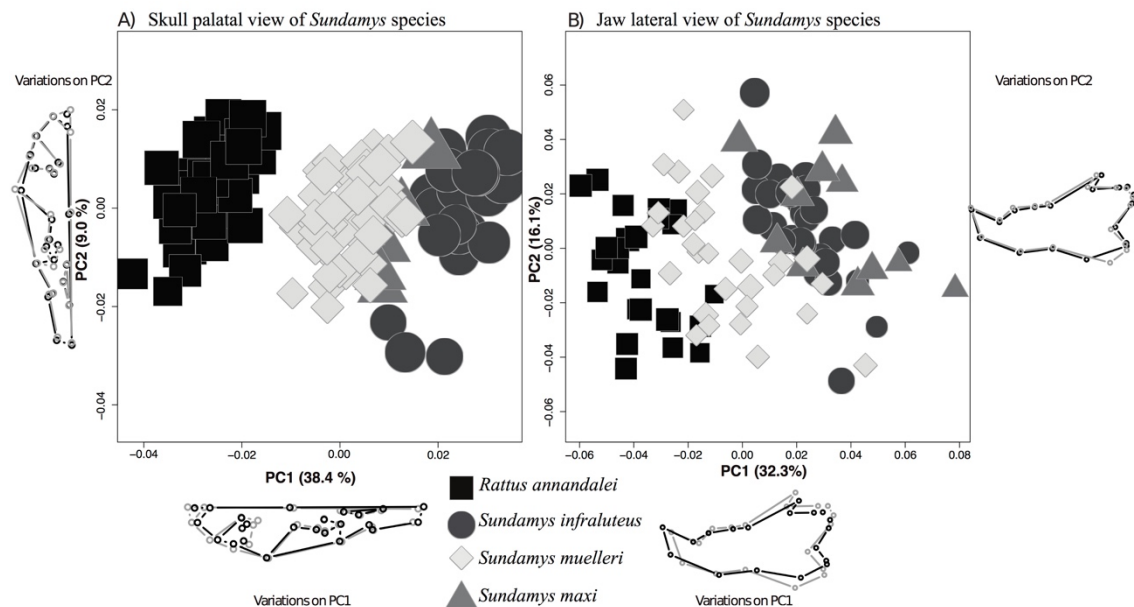 A) Skull palatal view of Sundamys species
B) Jaw lateral view of Sundamys species
Variations on PC2
PC2 (9.0 %)
0.02
0.00
−0.02
−0.04
−0.04
−0.02
0.00
0.02
PC1 (38.4 %)
Variations on PC1
PC2 (16.1%)
0.06
0.04
0.02
0.00
−0.02
−0.04
−0.06
−0.06
−0.04
−0.02
0.00
0.02
0.04
0.06
0.08
PC1 (32.3%)
Variations on PC2
Rattus annandalei
Sundamys infraluteus
Sundamys muelleri
Sundamys maxi
Variations on PC1